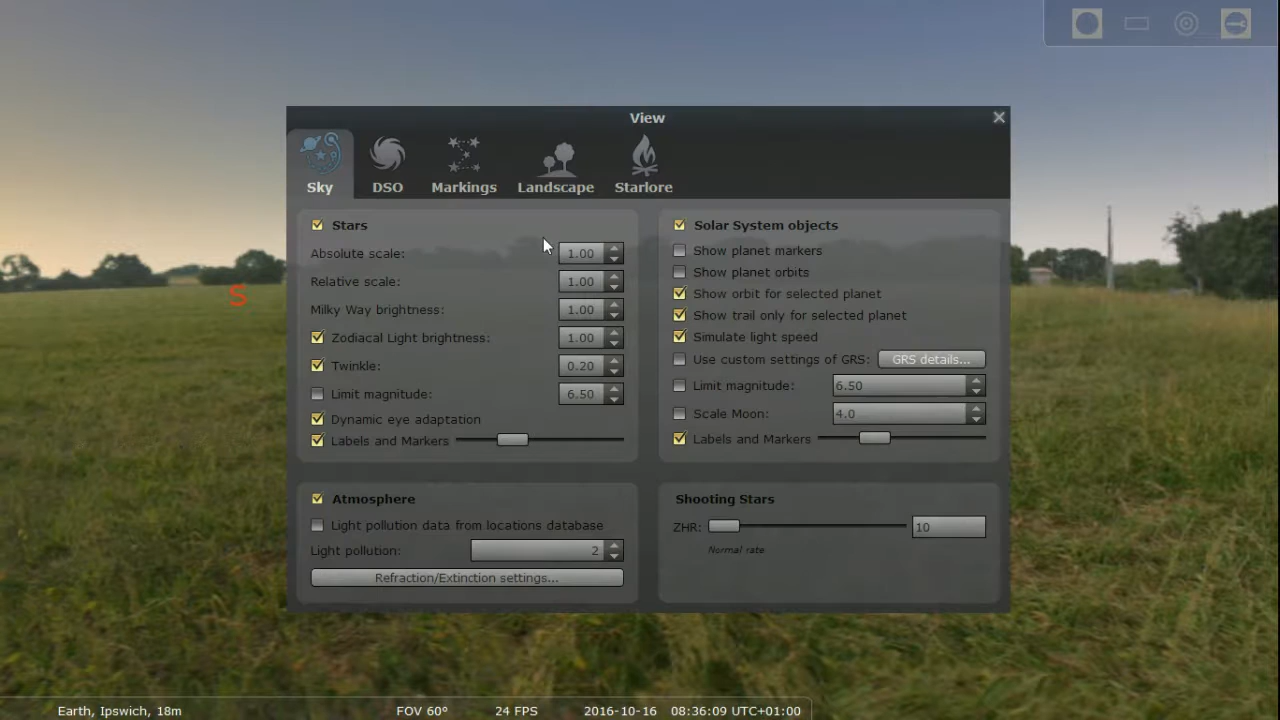 View
Sky
DSO
Markings
Landscape
Starlore
Stars
Absolute scale: 1.00
Relative scale: 1.00
Milky Way brightness: 1.00
Zodiacal Light brightness: 1.00
Twinkle: 0.20
Limit magnitude: 6.50
Dynamic eye adaptation
Labels and Markers
Solar System objects
Show planet markers
Show planet orbits
Show orbit for selected planet
Show trail only for selected planet
Simulate light speed
Use custom settings of GRS: GRS details...
Limit magnitude: 6.50
Scale Moon: 4.0
Labels and Markers
Atmosphere
Light pollution data from locations database
Light pollution: 2
Refraction/Extinction settings...
Shooting Stars
ZHR: 10
Normal rate
S
Earth, Ipswich, 18m FOV 60° 24 FPS 2016-10-16 08:36:09 UTC+01:00